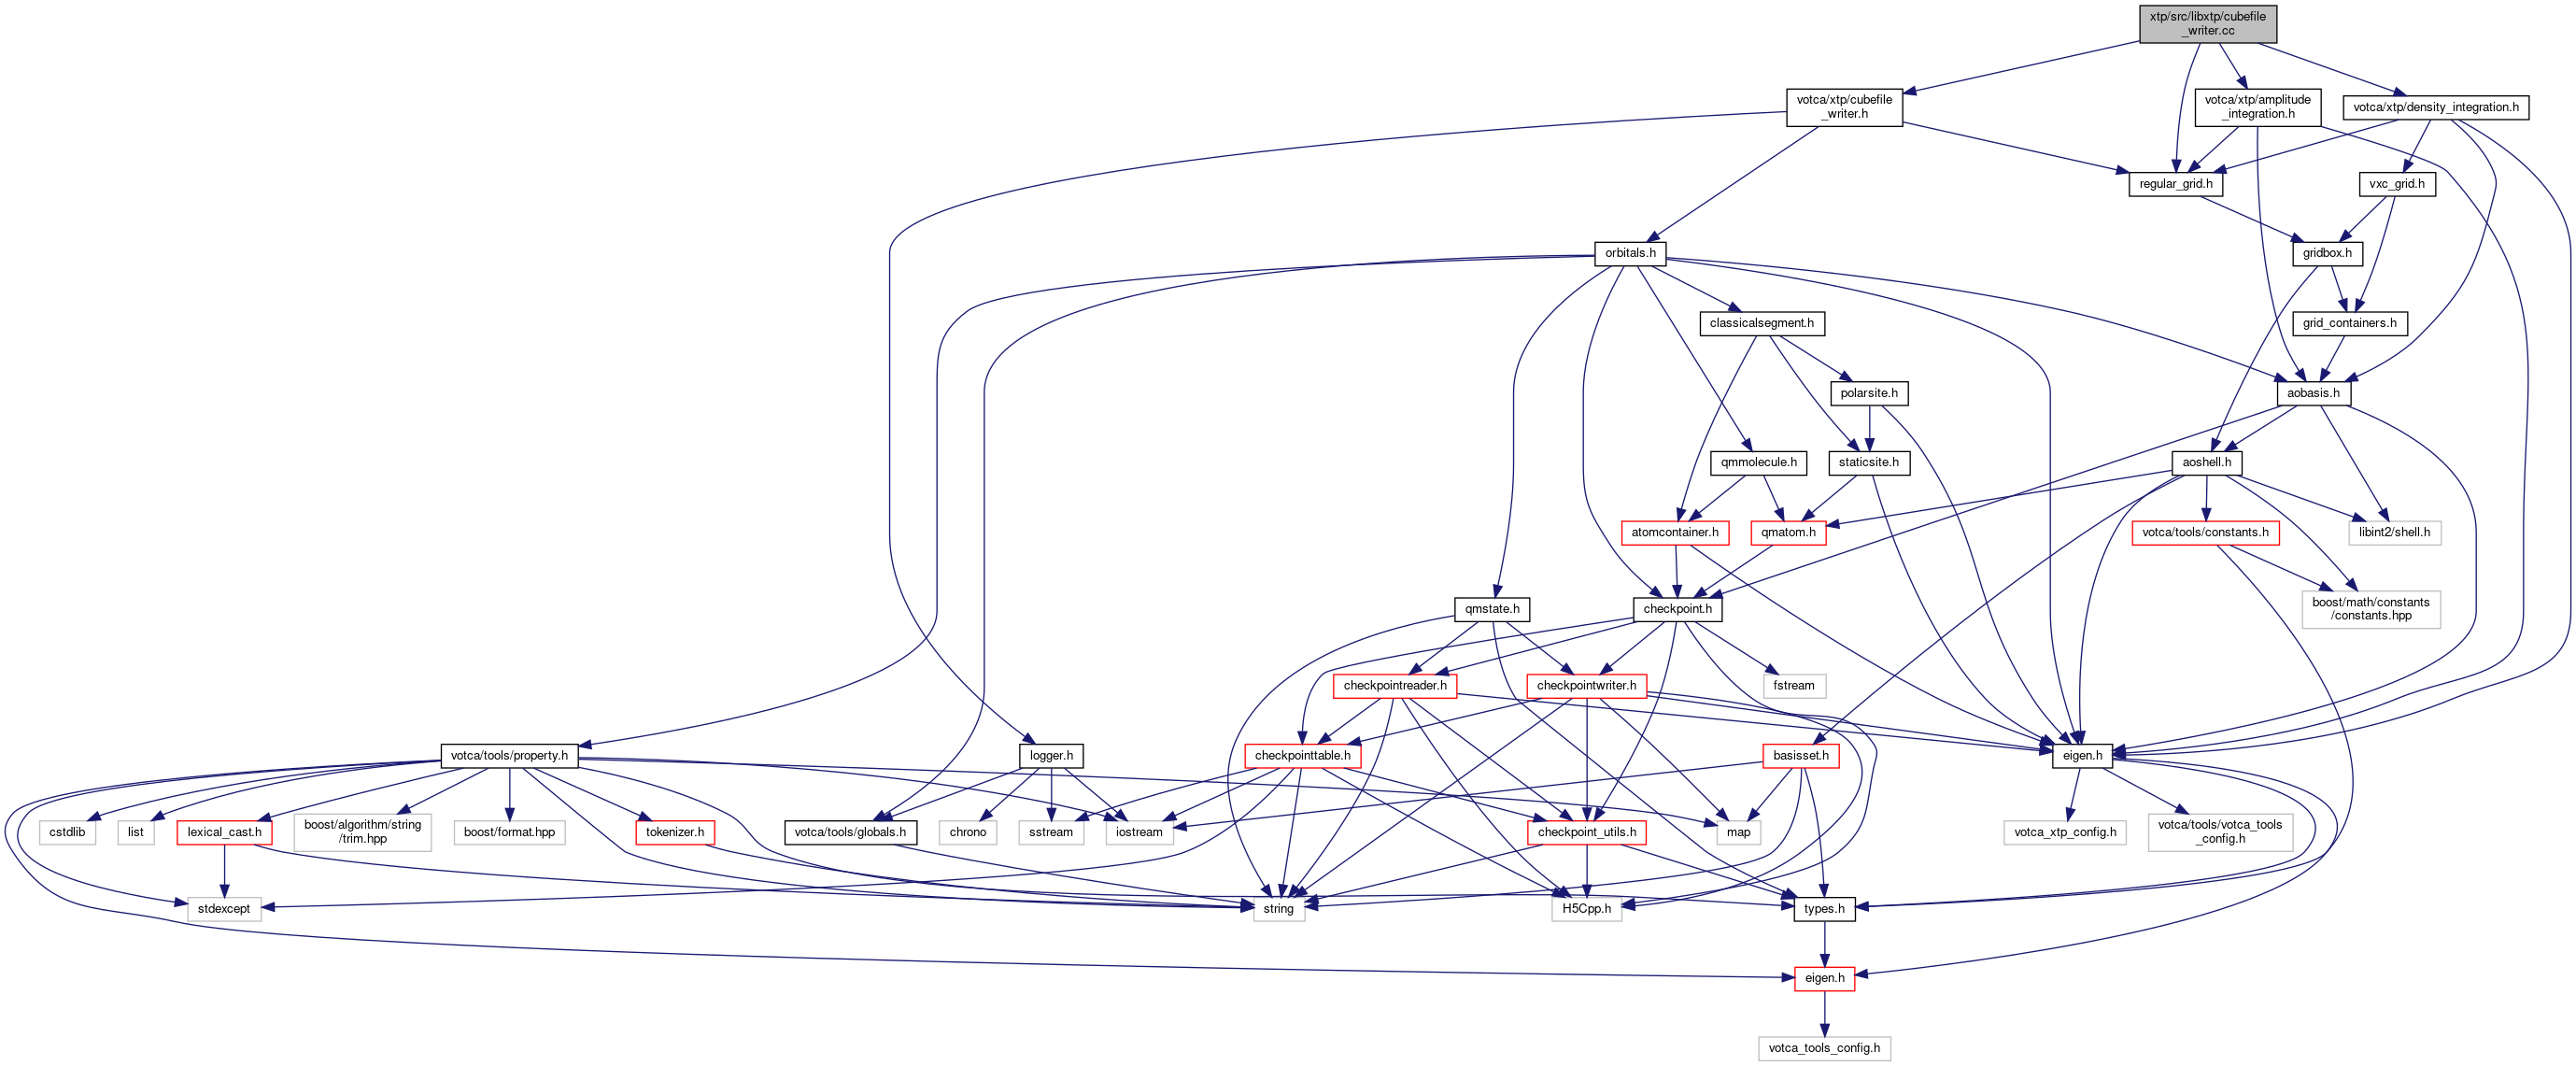 xtp/src/libxtp/cubefile
_writer.cc
votca/xtp/cubefile
_writer.h
votca/xtp/amplitude
_integration.h
votca/xtp/density_integration.h
regular_grid.h
vxc_grid.h
orbitals.h
gridbox.h
classicalsegment.h
grid_containers.h
polarsite.h
aobasis.h
qmmolecule.h
staticsite.h
aoshell.h
atomcontainer.h
qmatom.h
votca/tools/constants.h
libint2/shell.h
qmstate.h
checkpoint.h
boost/math/constants
/constants.hpp
checkpointreader.h
checkpointwriter.h
fstream
votca/tools/property.h
logger.h
checkpointtable.h
basisset.h
eigen.h
cstdlib
list
lexical_cast.h
boost/algorithm/string
/trim.hpp
boost/format.hpp
tokenizer.h
votca/tools/globals.h
chrono
sstream
iostream
checkpoint_utils.h
map
votca_xtp_config.h
votca/tools/votca_tools
_config.h
stdexcept
string
H5Cpp.h
types.h
eigen.h
votca_tools_config.h